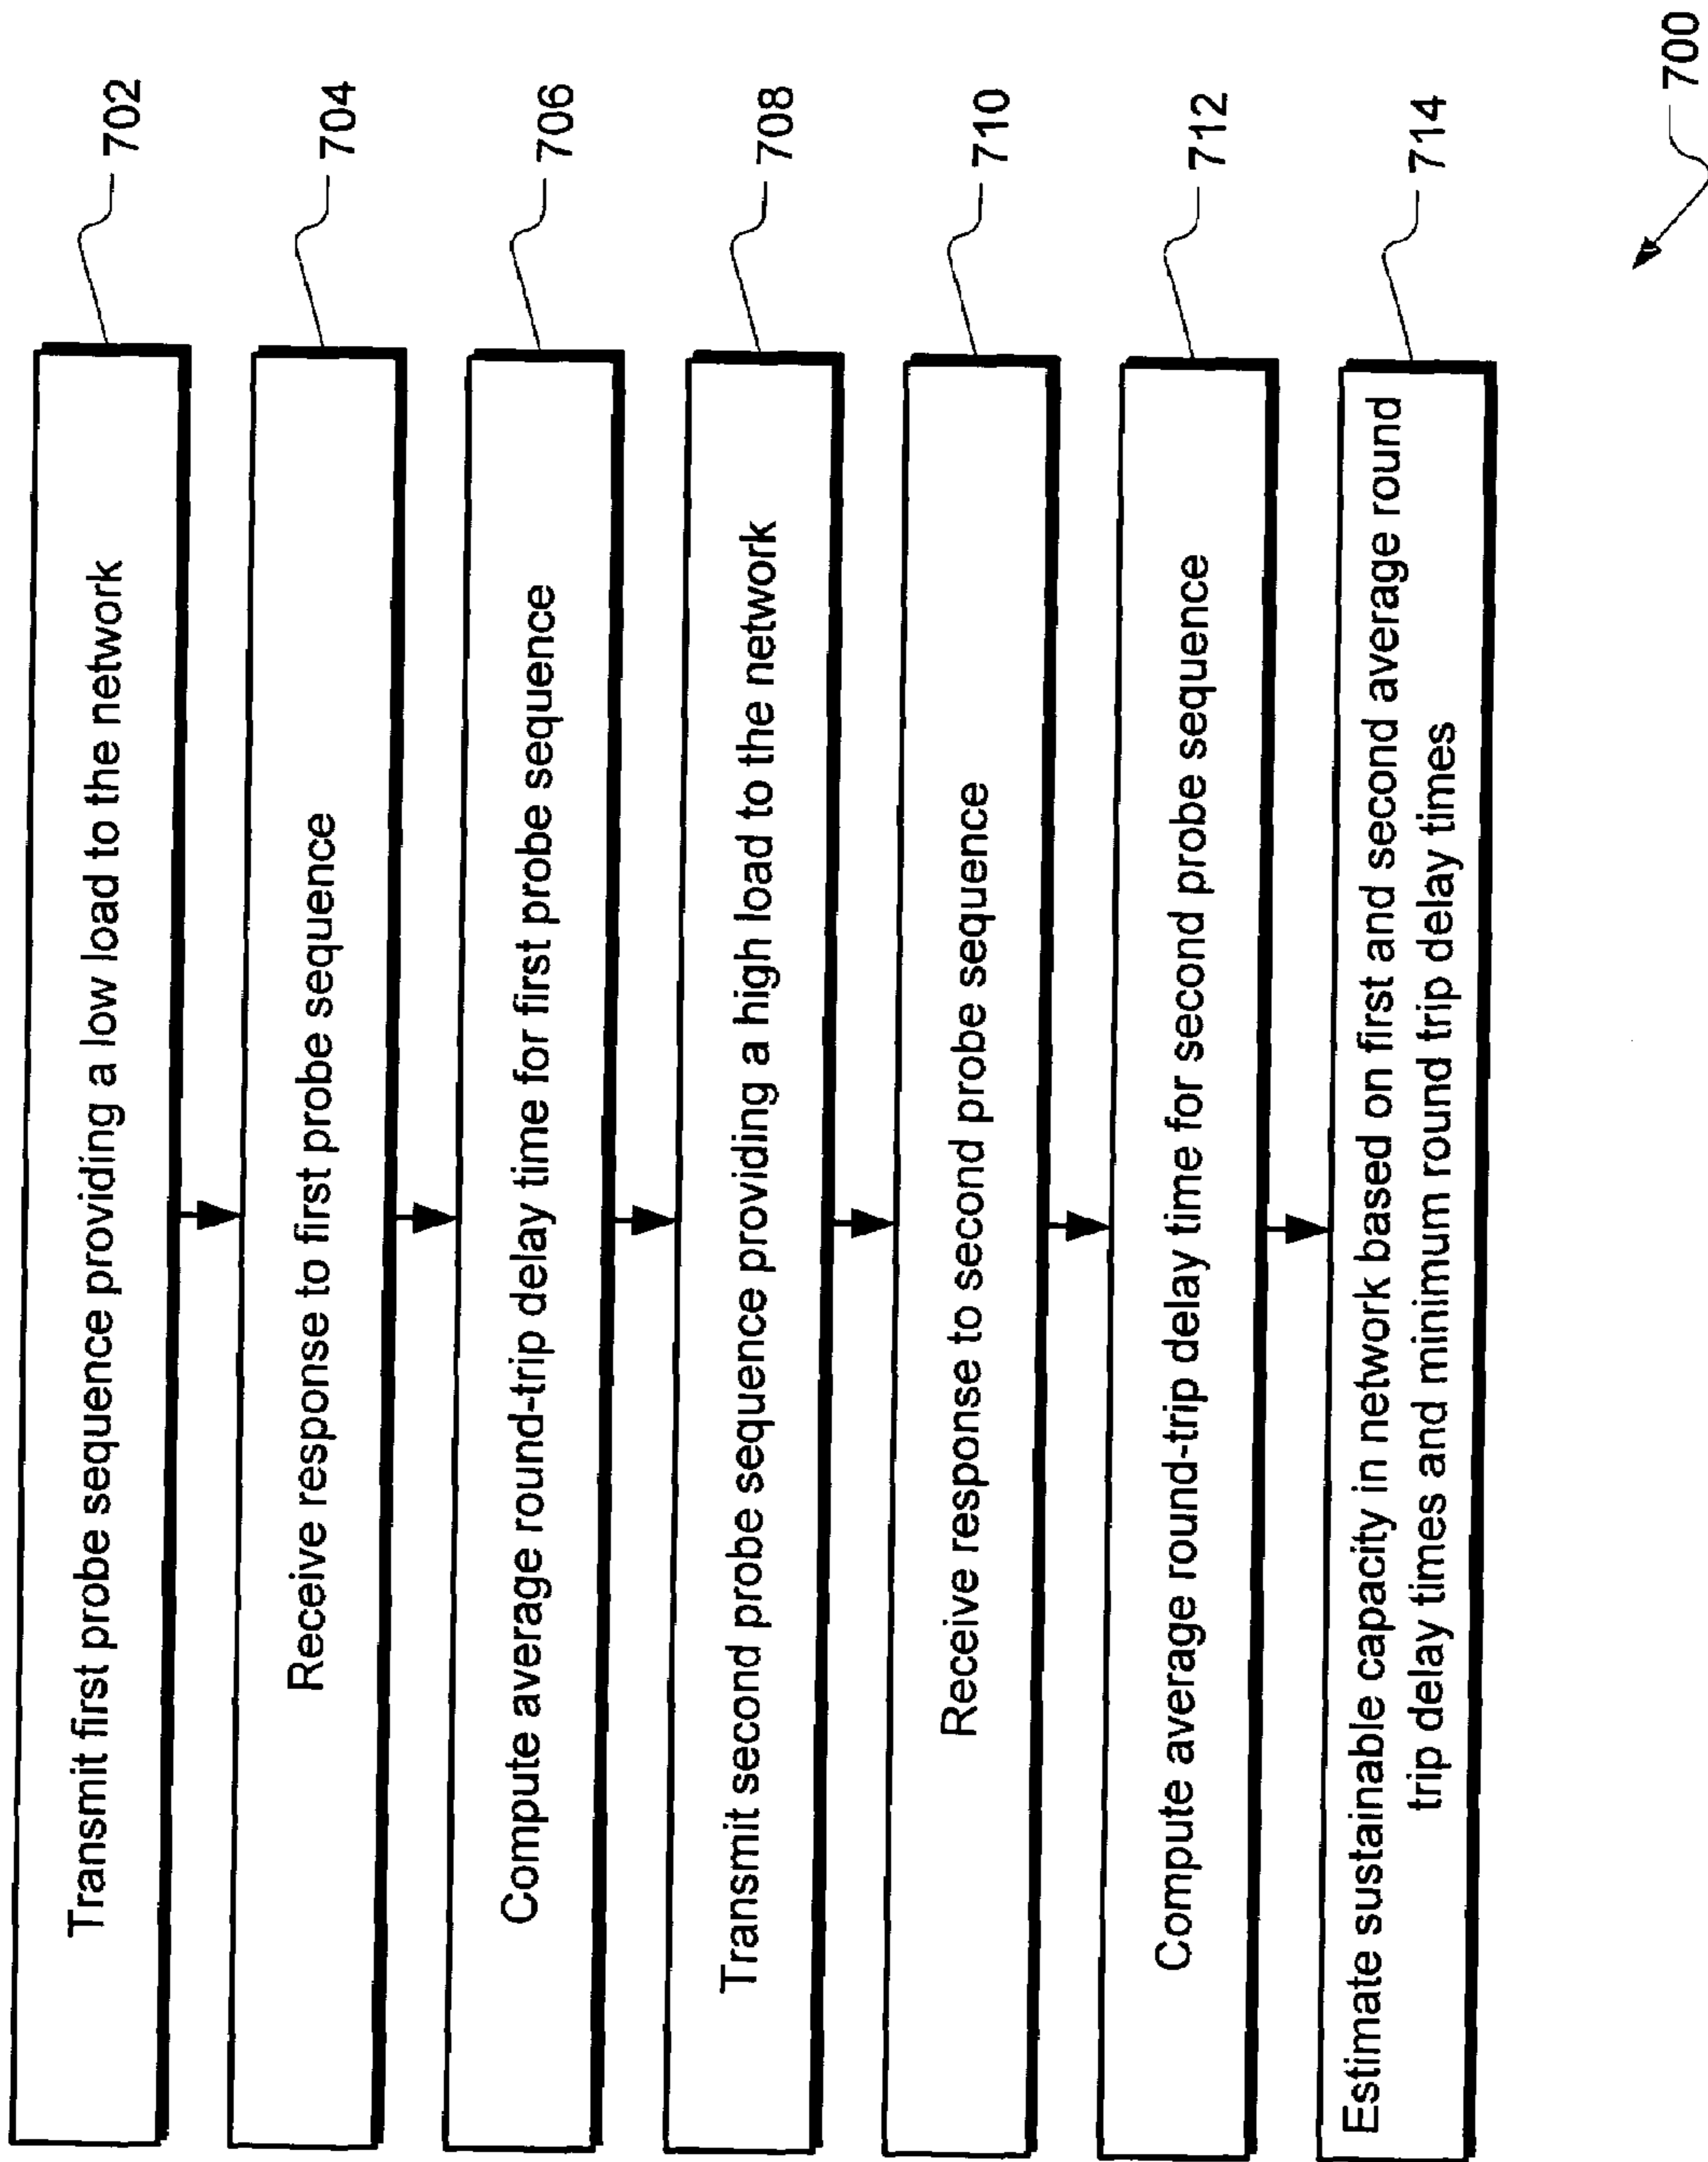 Transmit first probe sequence providing a low load to the network
702
Receive response to first probe sequence
704
Compute average round-trip delay time for first probe sequence
706
Transmit second probe sequence providing a high load to the network
708
Receive response to second probe sequence
710
Compute average round-trip delay time for second probe sequence
712
Estimate sustainable capacity in network based on first and second average round
trip delay times and minimum round trip delay times
714
700